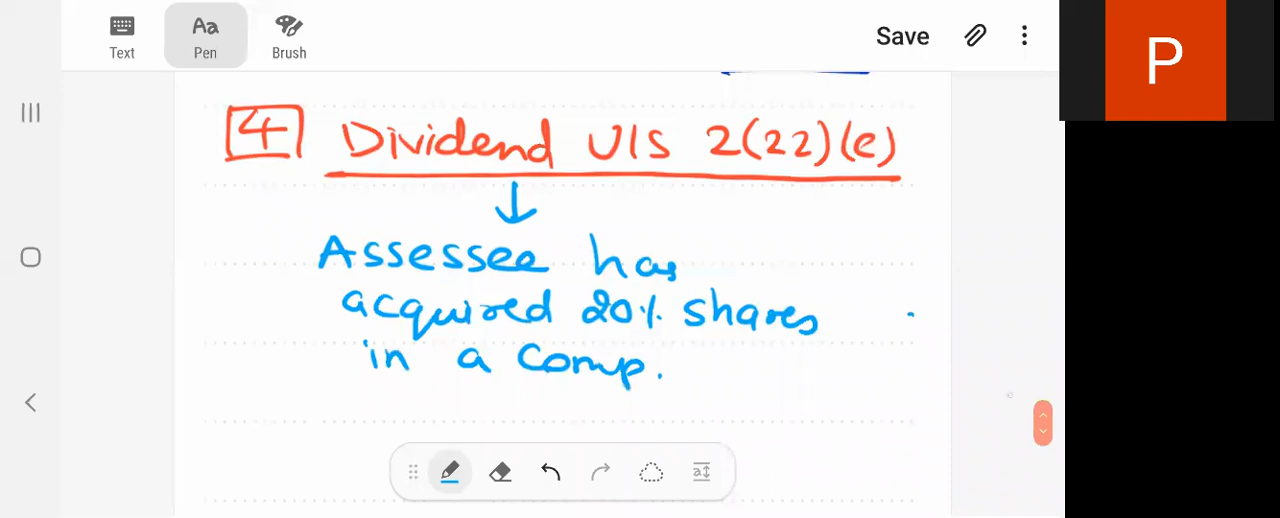 Text
Pen
Brush
Save
P
4 Dividend U/S 2(22)(e)
Assessee has
acquired 20% shares
in a Comp.